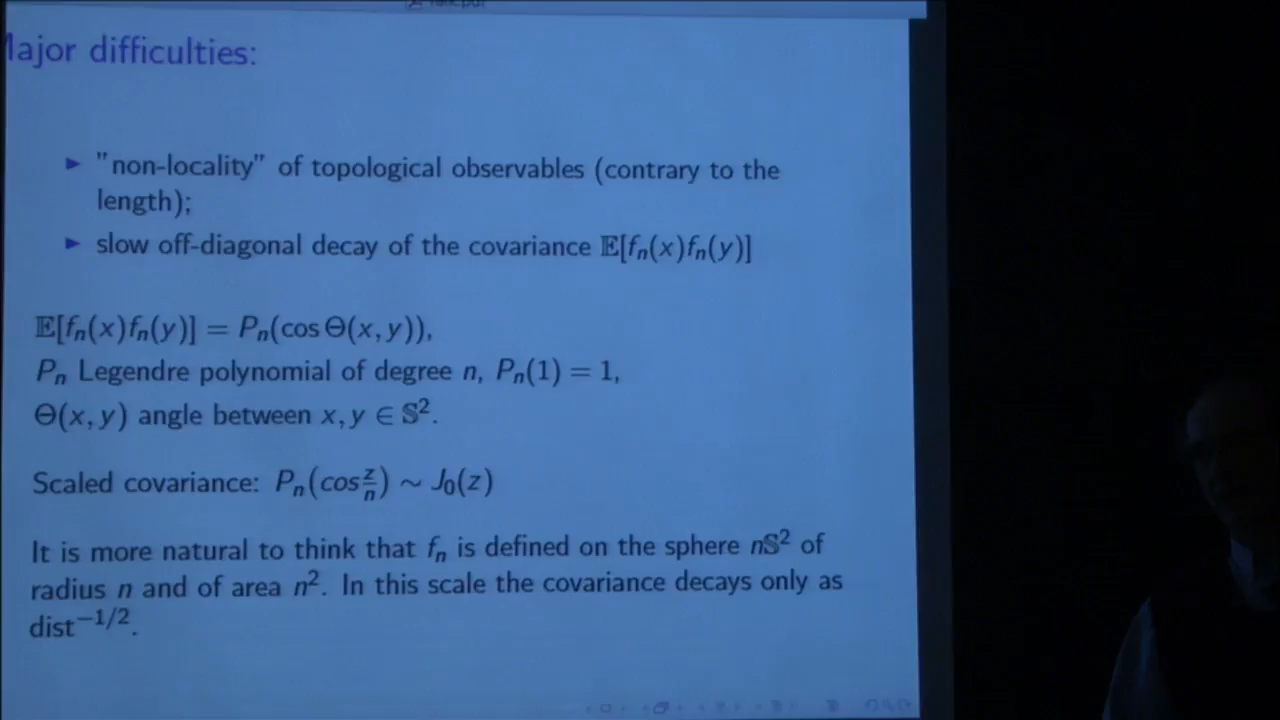 Major difficulties:
▶ "non-locality" of topological observables (contrary to the
length);
▶ slow off-diagonal decay of the covariance 𝔼[fₙ(x)fₙ(y)]
𝔼[fₙ(x)fₙ(y)] = Pₙ(cos Θ(x, y)),
Pₙ Legendre polynomial of degree n, Pₙ(1) = 1,
Θ(x, y) angle between x, y ∈ 𝕊².
Scaled covariance: Pₙ(cos z/n) ∼ J₀(z)
It is more natural to think that fₙ is defined on the sphere n𝕊² of
radius n and of area n². In this scale the covariance decays only as
dist⁻¹/².